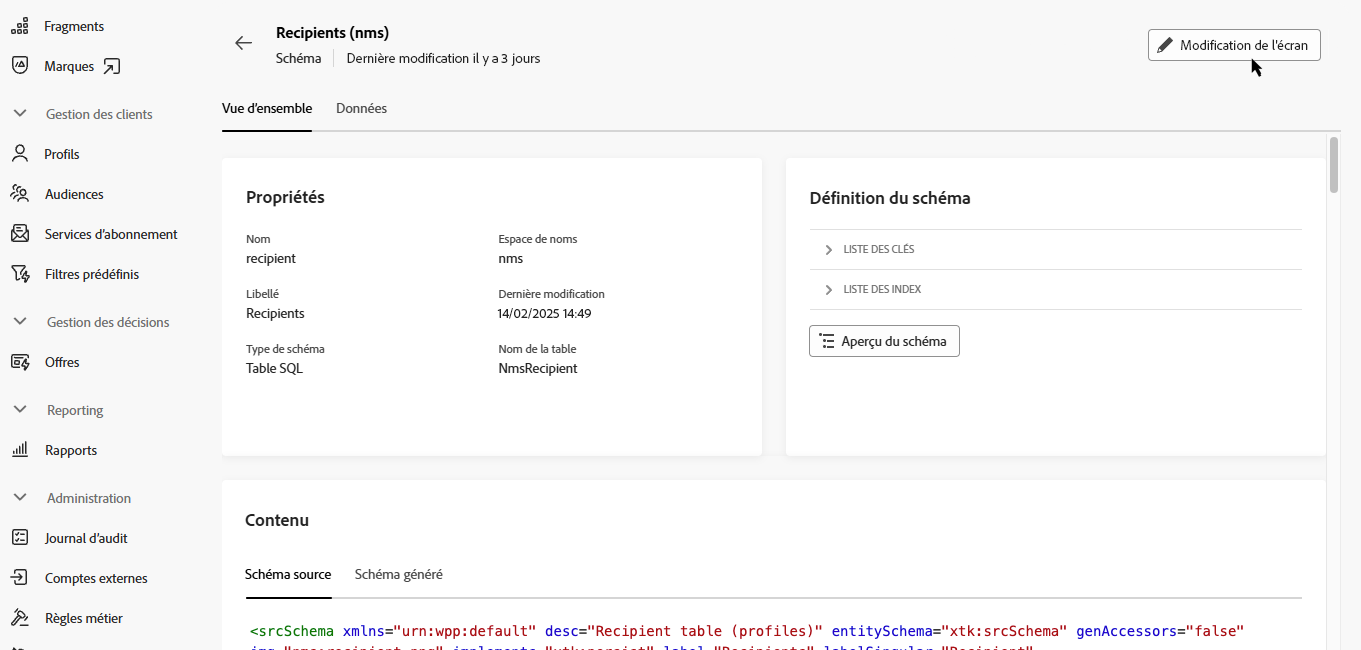 Fragments
Marques
Gestion des clients
Profils
Audiences
Services d'abonnement
Filtres prédéfinis
Gestion des décisions
Offres
Reporting
Rapports
Administration
Journal d'audit
Comptes externes
Règles métier
Recipients (nms)
Schéma
Dernière modification il y a 3 jours
Modification de l'écran
Vue d'ensemble
Données
Propriétés
Nom
recipient
Espace de noms
nms
Libellé
Recipients
Dernière modification
14/02/2025 14:49
Type de schéma
Table SQL
Nom de la table
NmsRecipient
Définition du schéma
LISTE DES CLÉS
LISTE DES INDEX
Aperçu du schéma
Contenu
Schéma source
Schéma généré
<srcSchema xmlns="urn:wpp:default" desc="Recipient table (profiles)" entitySchema="xtk:srcSchema" genAccessors="false"